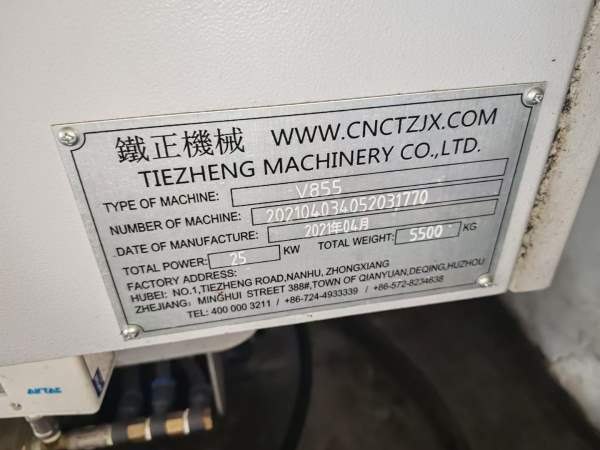 鐵正機械 WWW.CNCTZJX.COM
TIEZHENG MACHINERY CO.,LTD.
TYPE OF MACHINE: V855
NUMBER OF MACHINE: 202104034052031770
DATE OF MANUFACTURE: 2021年04月
TOTAL POWER: 25 KW TOTAL WEIGHT: 5500 KG
FACTORY ADDRESS:
HUBEI: NO.1,TIEZHENG ROAD,NANHU, ZHONGXIANG
ZHEJIANG: MINGHUI STREET 388#,TOWN OF QIANYUAN,DEQING,HUZHOU
TEL: 400 000 3211 / +86-724-4933339 / +86-572-8234638